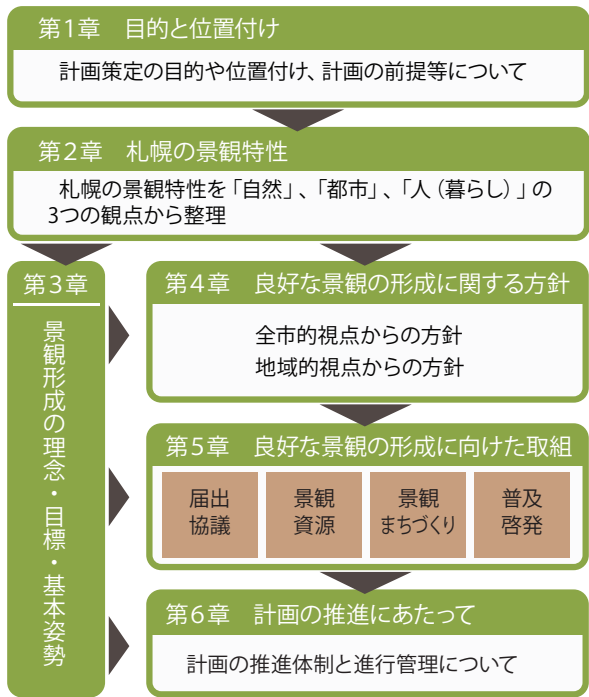 第1章　目的と位置付け
計画策定の目的や位置付け、計画の前提等について
第2章　札幌の景観特性
札幌の景観特性を「自然」、「都市」、「人（暮らし）」の
3つの観点から整理
第3章
景観形成の理念・目標・基本姿勢
第4章　良好な景観の形成に関する方針
全市的視点からの方針
地域的視点からの方針
第5章　良好な景観の形成に向けた取組
届出
協議
景観
資源
景観
まちづくり
普及
啓発
第6章　計画の推進にあたって
計画の推進体制と進行管理について